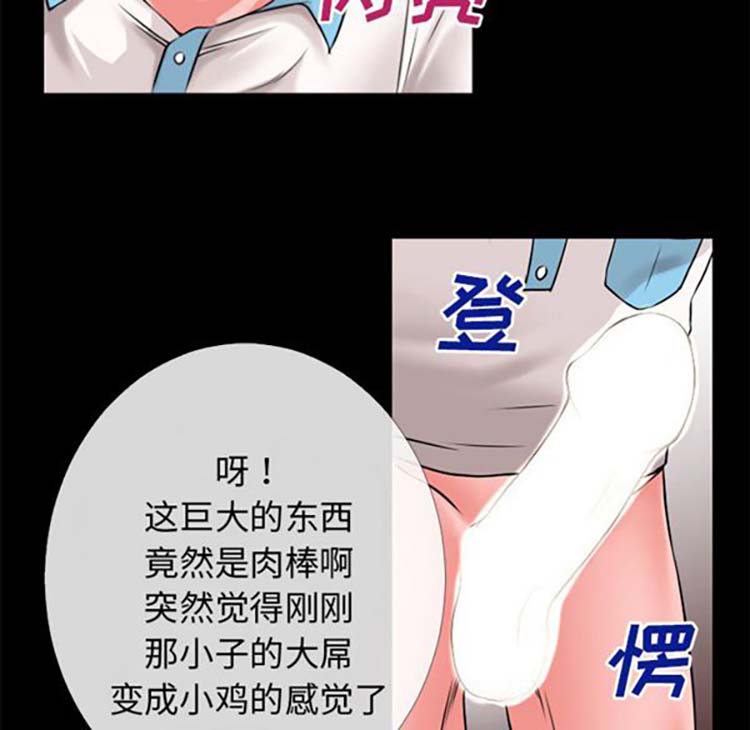 登
呀！
这巨大的东西
竟然是肉棒啊
突然觉得刚刚
那小子的大屌
变成小鸡的感觉了
愣